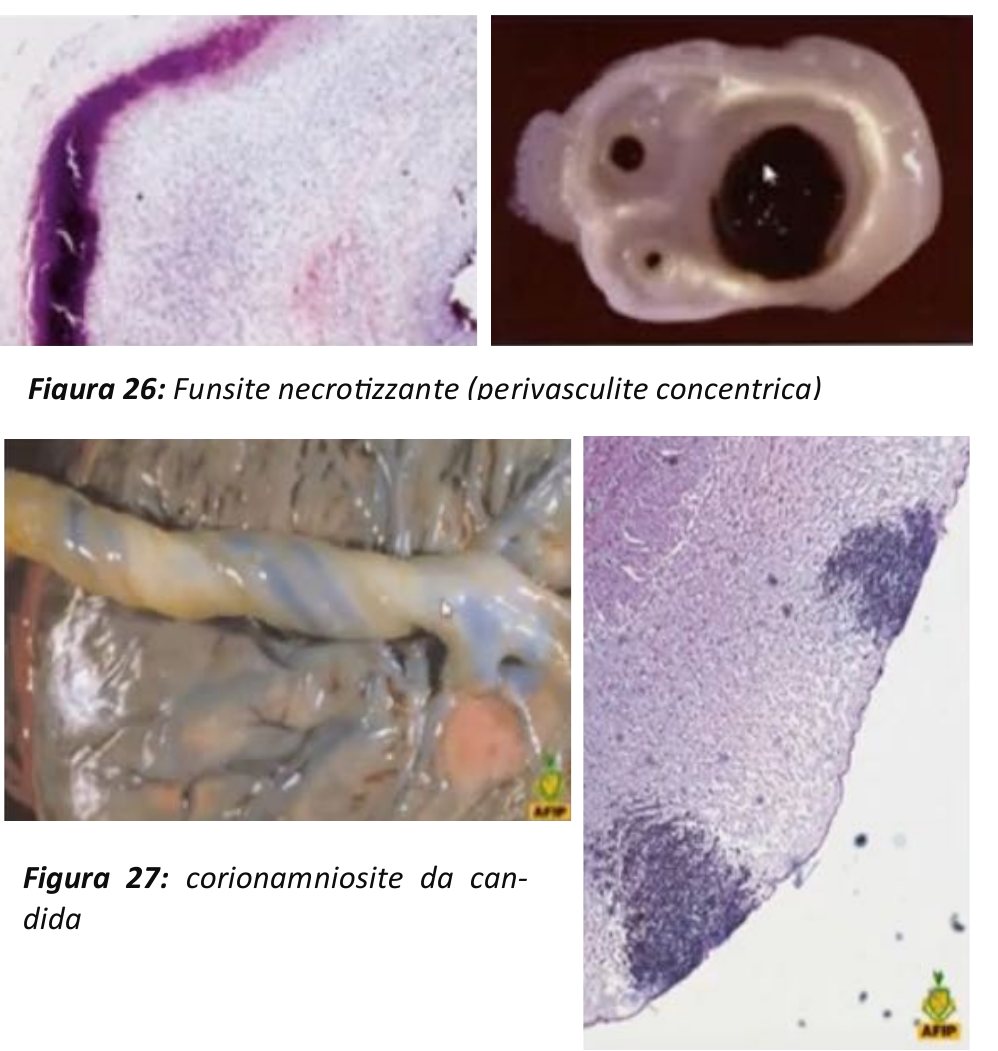 Figura 26: Funsite necrotizzante (perivasculite concentrica)
AFIP
Figura 27: corionamniosite da can-
dida
AFIP